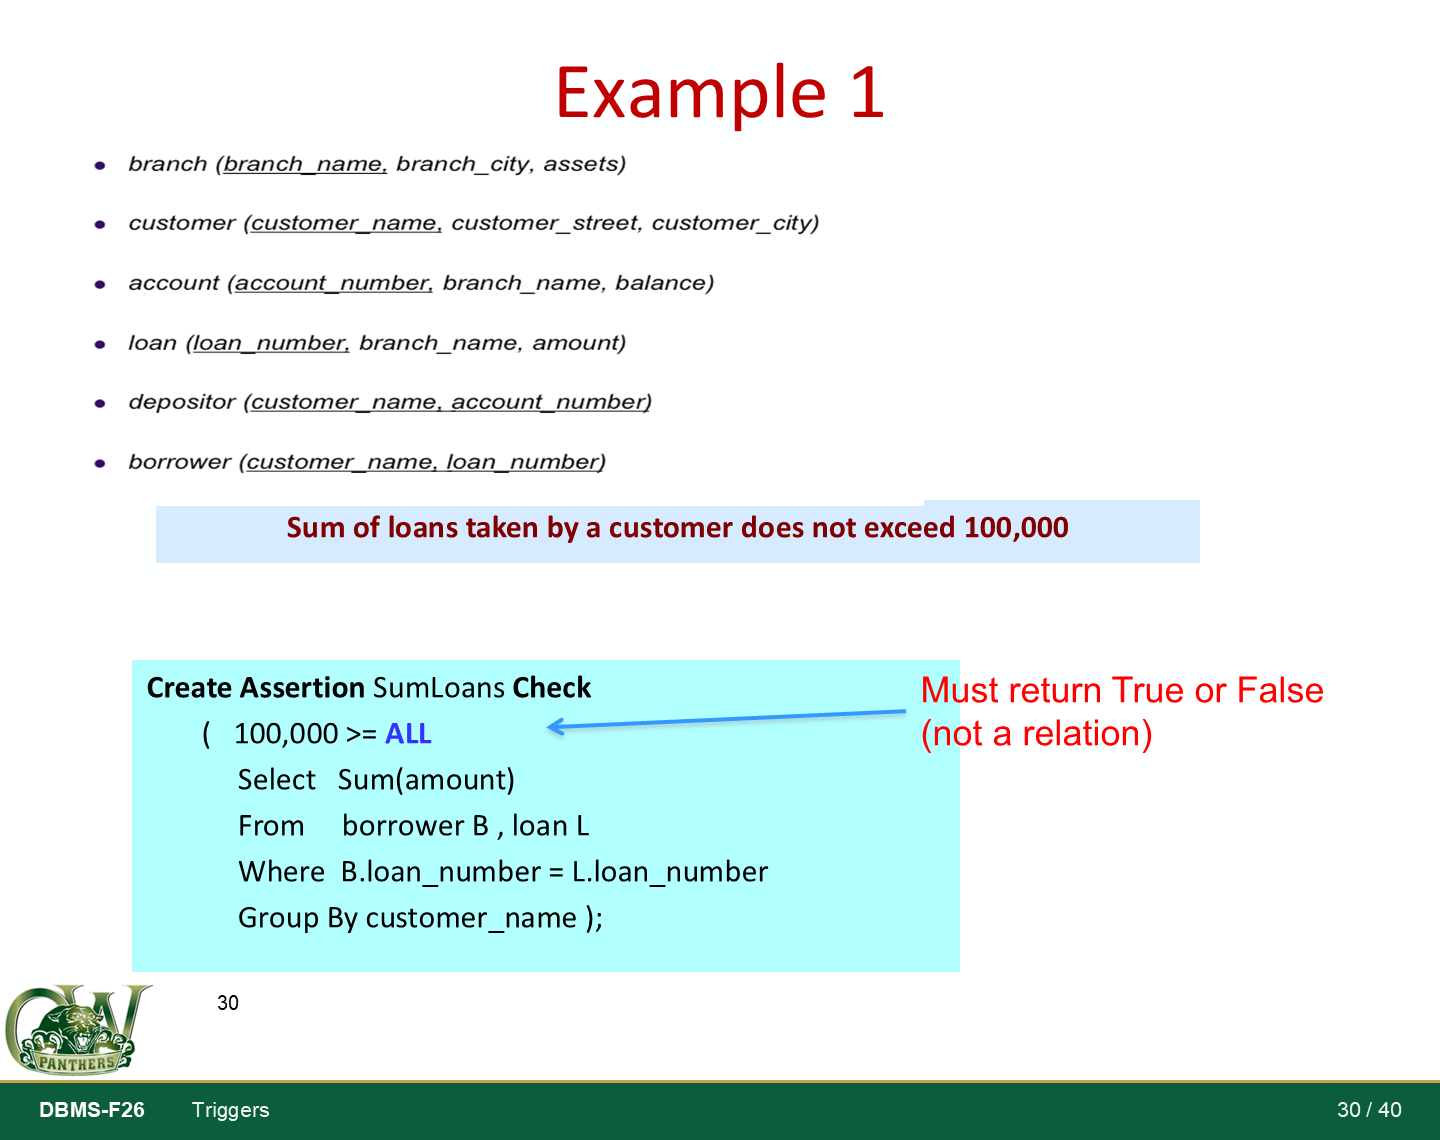 Example 1
• branch (branch_name, branch_city, assets)
• customer (customer_name, customer_street, customer_city)
• account (account_number, branch_name, balance)
• loan (loan_number, branch_name, amount)
• depositor (customer_name, account_number)
• borrower (customer_name, loan_number)
Sum of loans taken by a customer does not exceed 100,000
Create Assertion SumLoans Check
( 100,000 >= ALL
Select Sum(amount)
From borrower B , loan L
Where B.loan_number = L.loan_number
Group By customer_name );
Must return True or False
(not a relation)
30
OW
PANTHERS
DBMS-F26 Triggers 30 / 40